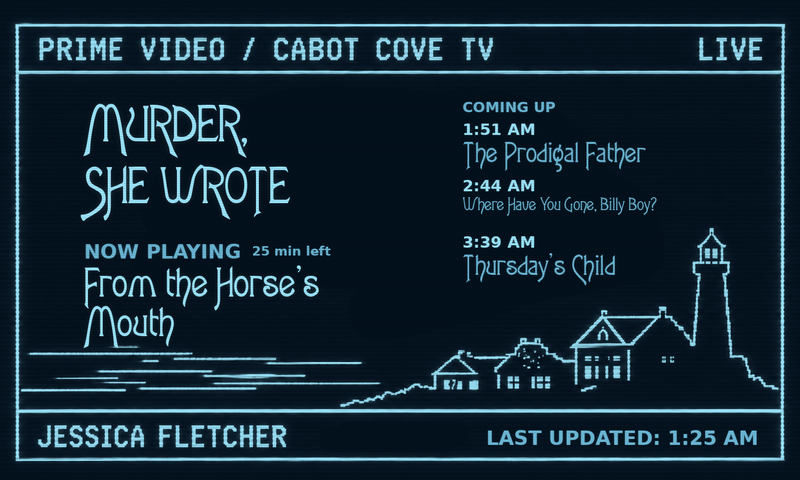 PRIME VIDEO / CABOT COVE TV
LIVE
MURDER,
SHE WROTE
NOW PLAYING 25 min left
From the Horse's
Mouth
COMING UP
1:51 AM
The Prodigal Father
2:44 AM
Where Have You Gone, Billy Boy?
3:39 AM
Thursday's Child
JESSICA FLETCHER
LAST UPDATED: 1:25 AM